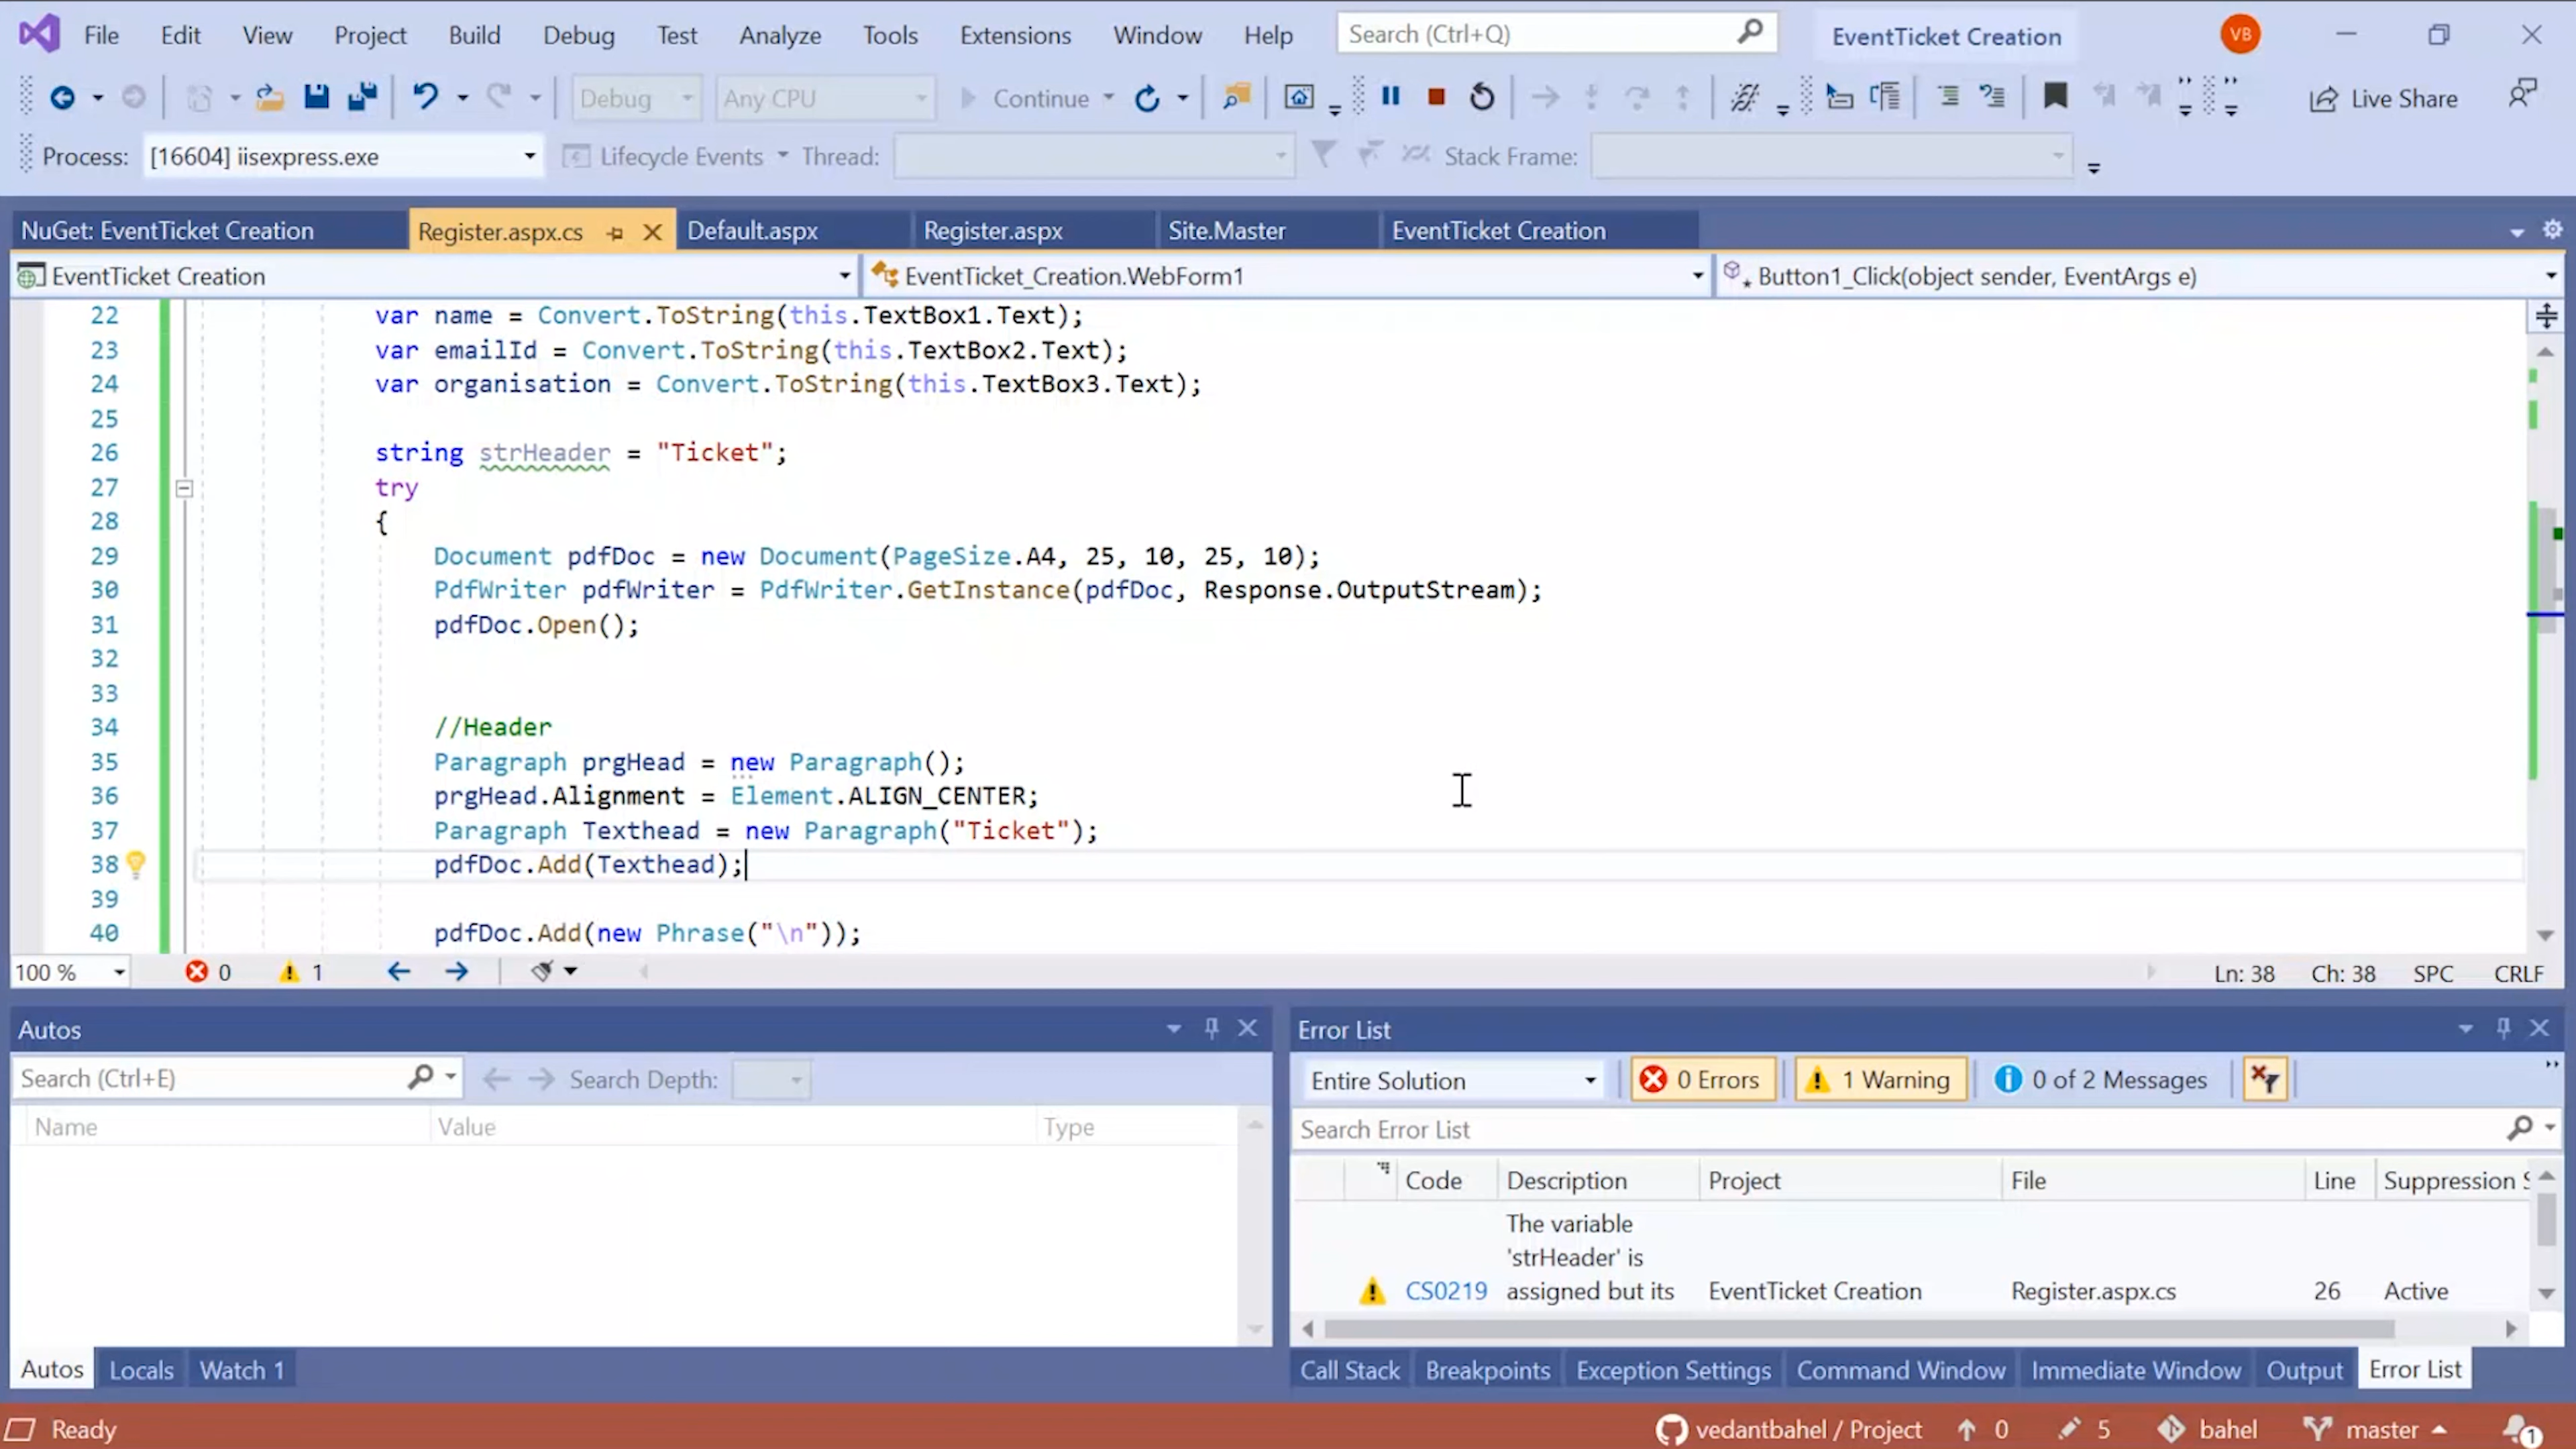 File Edit View Project Build Debug Test Analyze Tools Extensions Window Help Search (Ctrl+Q) EventTicket Creation VB
Debug Any CPU Continue Live Share
Process: [16604] iisexpress.exe Lifecycle Events Thread: Stack Frame:
NuGet: EventTicket Creation Register.aspx.cs Default.aspx Register.aspx Site.Master EventTicket Creation
EventTicket Creation EventTicket_Creation.WebForm1 Button1_Click(object sender, EventArgs e)
22 var name = Convert.ToString(this.TextBox1.Text);
23 var emailId = Convert.ToString(this.TextBox2.Text);
24 var organisation = Convert.ToString(this.TextBox3.Text);
25
26 string strHeader = "Ticket";
27 try
28 {
29 Document pdfDoc = new Document(PageSize.A4, 25, 10, 25, 10);
30 PdfWriter pdfWriter = PdfWriter.GetInstance(pdfDoc, Response.OutputStream);
31 pdfDoc.Open();
32
33
34 //Header
35 Paragraph prgHead = new Paragraph();
36 prgHead.Alignment = Element.ALIGN_CENTER;
37 Paragraph Texthead = new Paragraph("Ticket");
38 pdfDoc.Add(Texthead);
39
40 pdfDoc.Add(new Phrase("\n"));
100 % 0 1 Ln: 38 Ch: 38 SPC CRLF
Autos
Search (Ctrl+E) Search Depth:
Name Value Type
Autos Locals Watch 1
Error List
Entire Solution 0 Errors 1 Warning 0 of 2 Messages
Search Error List
Code Description Project File Line Suppression S
The variable
'strHeader' is
CS0219 assigned but its EventTicket Creation Register.aspx.cs 26 Active
Call Stack Breakpoints Exception Settings Command Window Immediate Window Output Error List
Ready vedantbahel / Project 0 5 bahel master 1